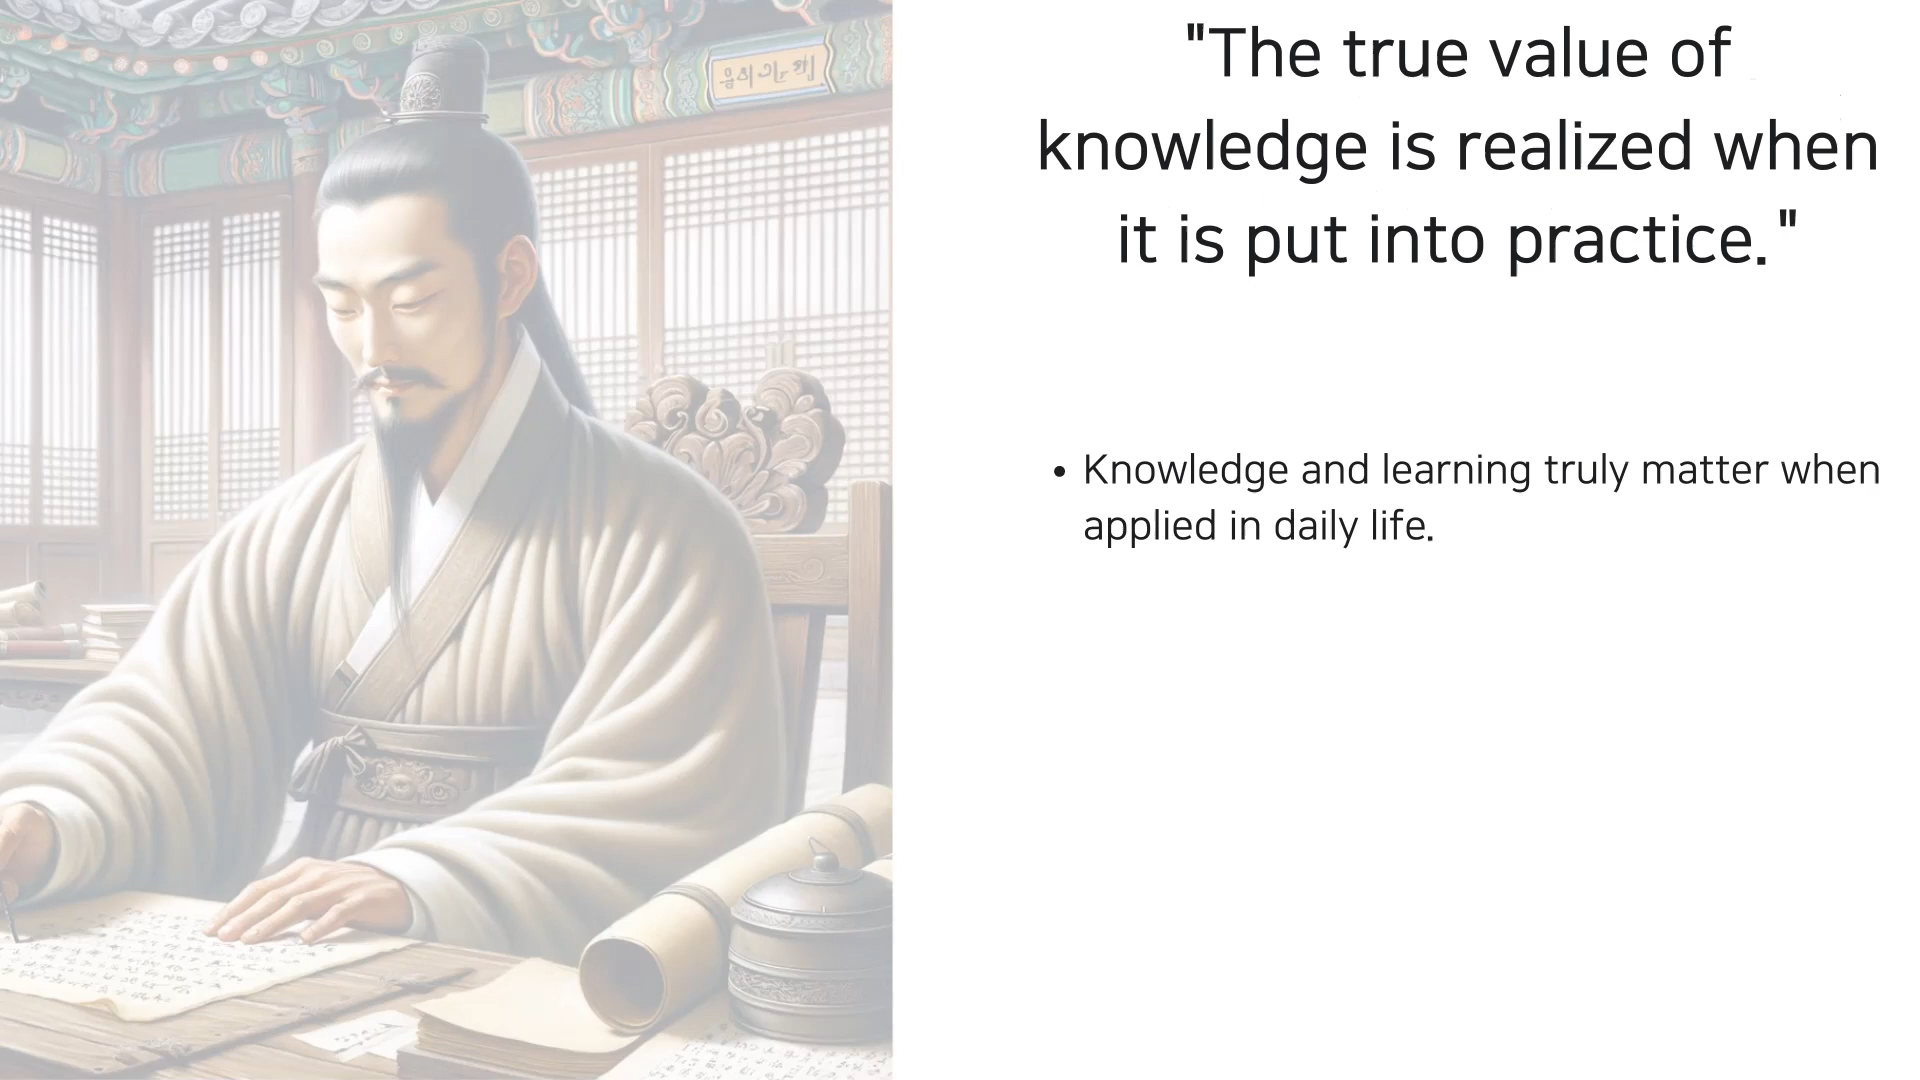 "The true value of
knowledge is realized when
it is put into practice."
• Knowledge and learning truly matter when
applied in daily life.